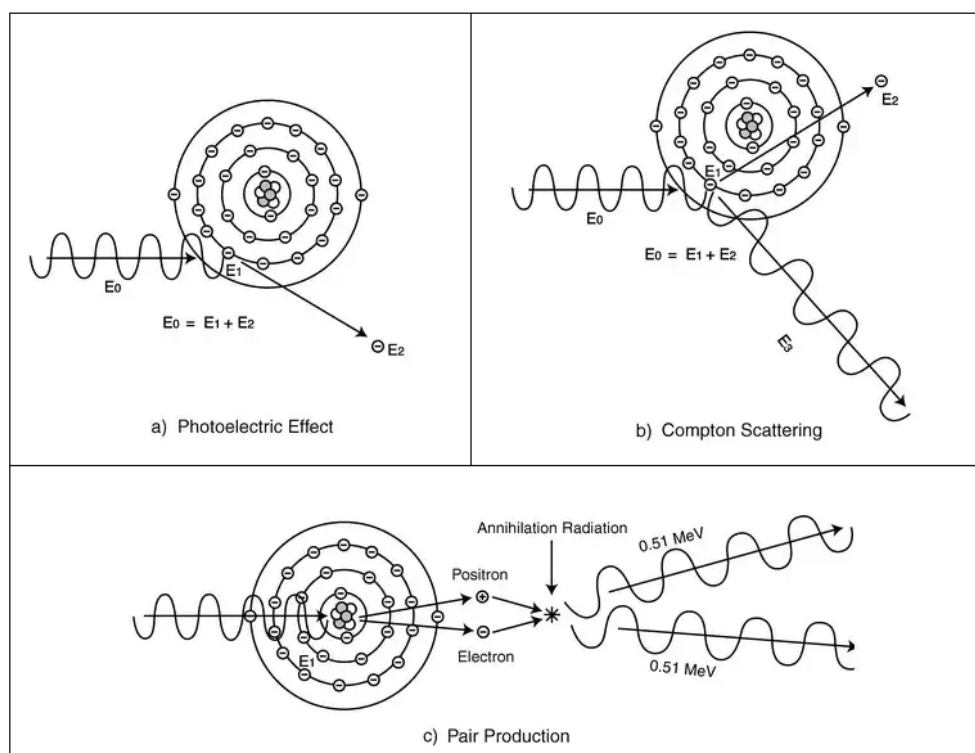 E0
E1
E0 = E1 + E2
E2
a) Photoelectric Effect
E2
E1
E0
E0 = E1 + E2
E3
b) Compton Scattering
Annihilation Radiation
0.51 MeV
Positron
Electron
E1
0.51 MeV
c) Pair Production